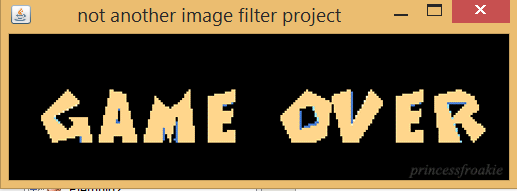 not another image filter project
GAME OVER
princessfroakie